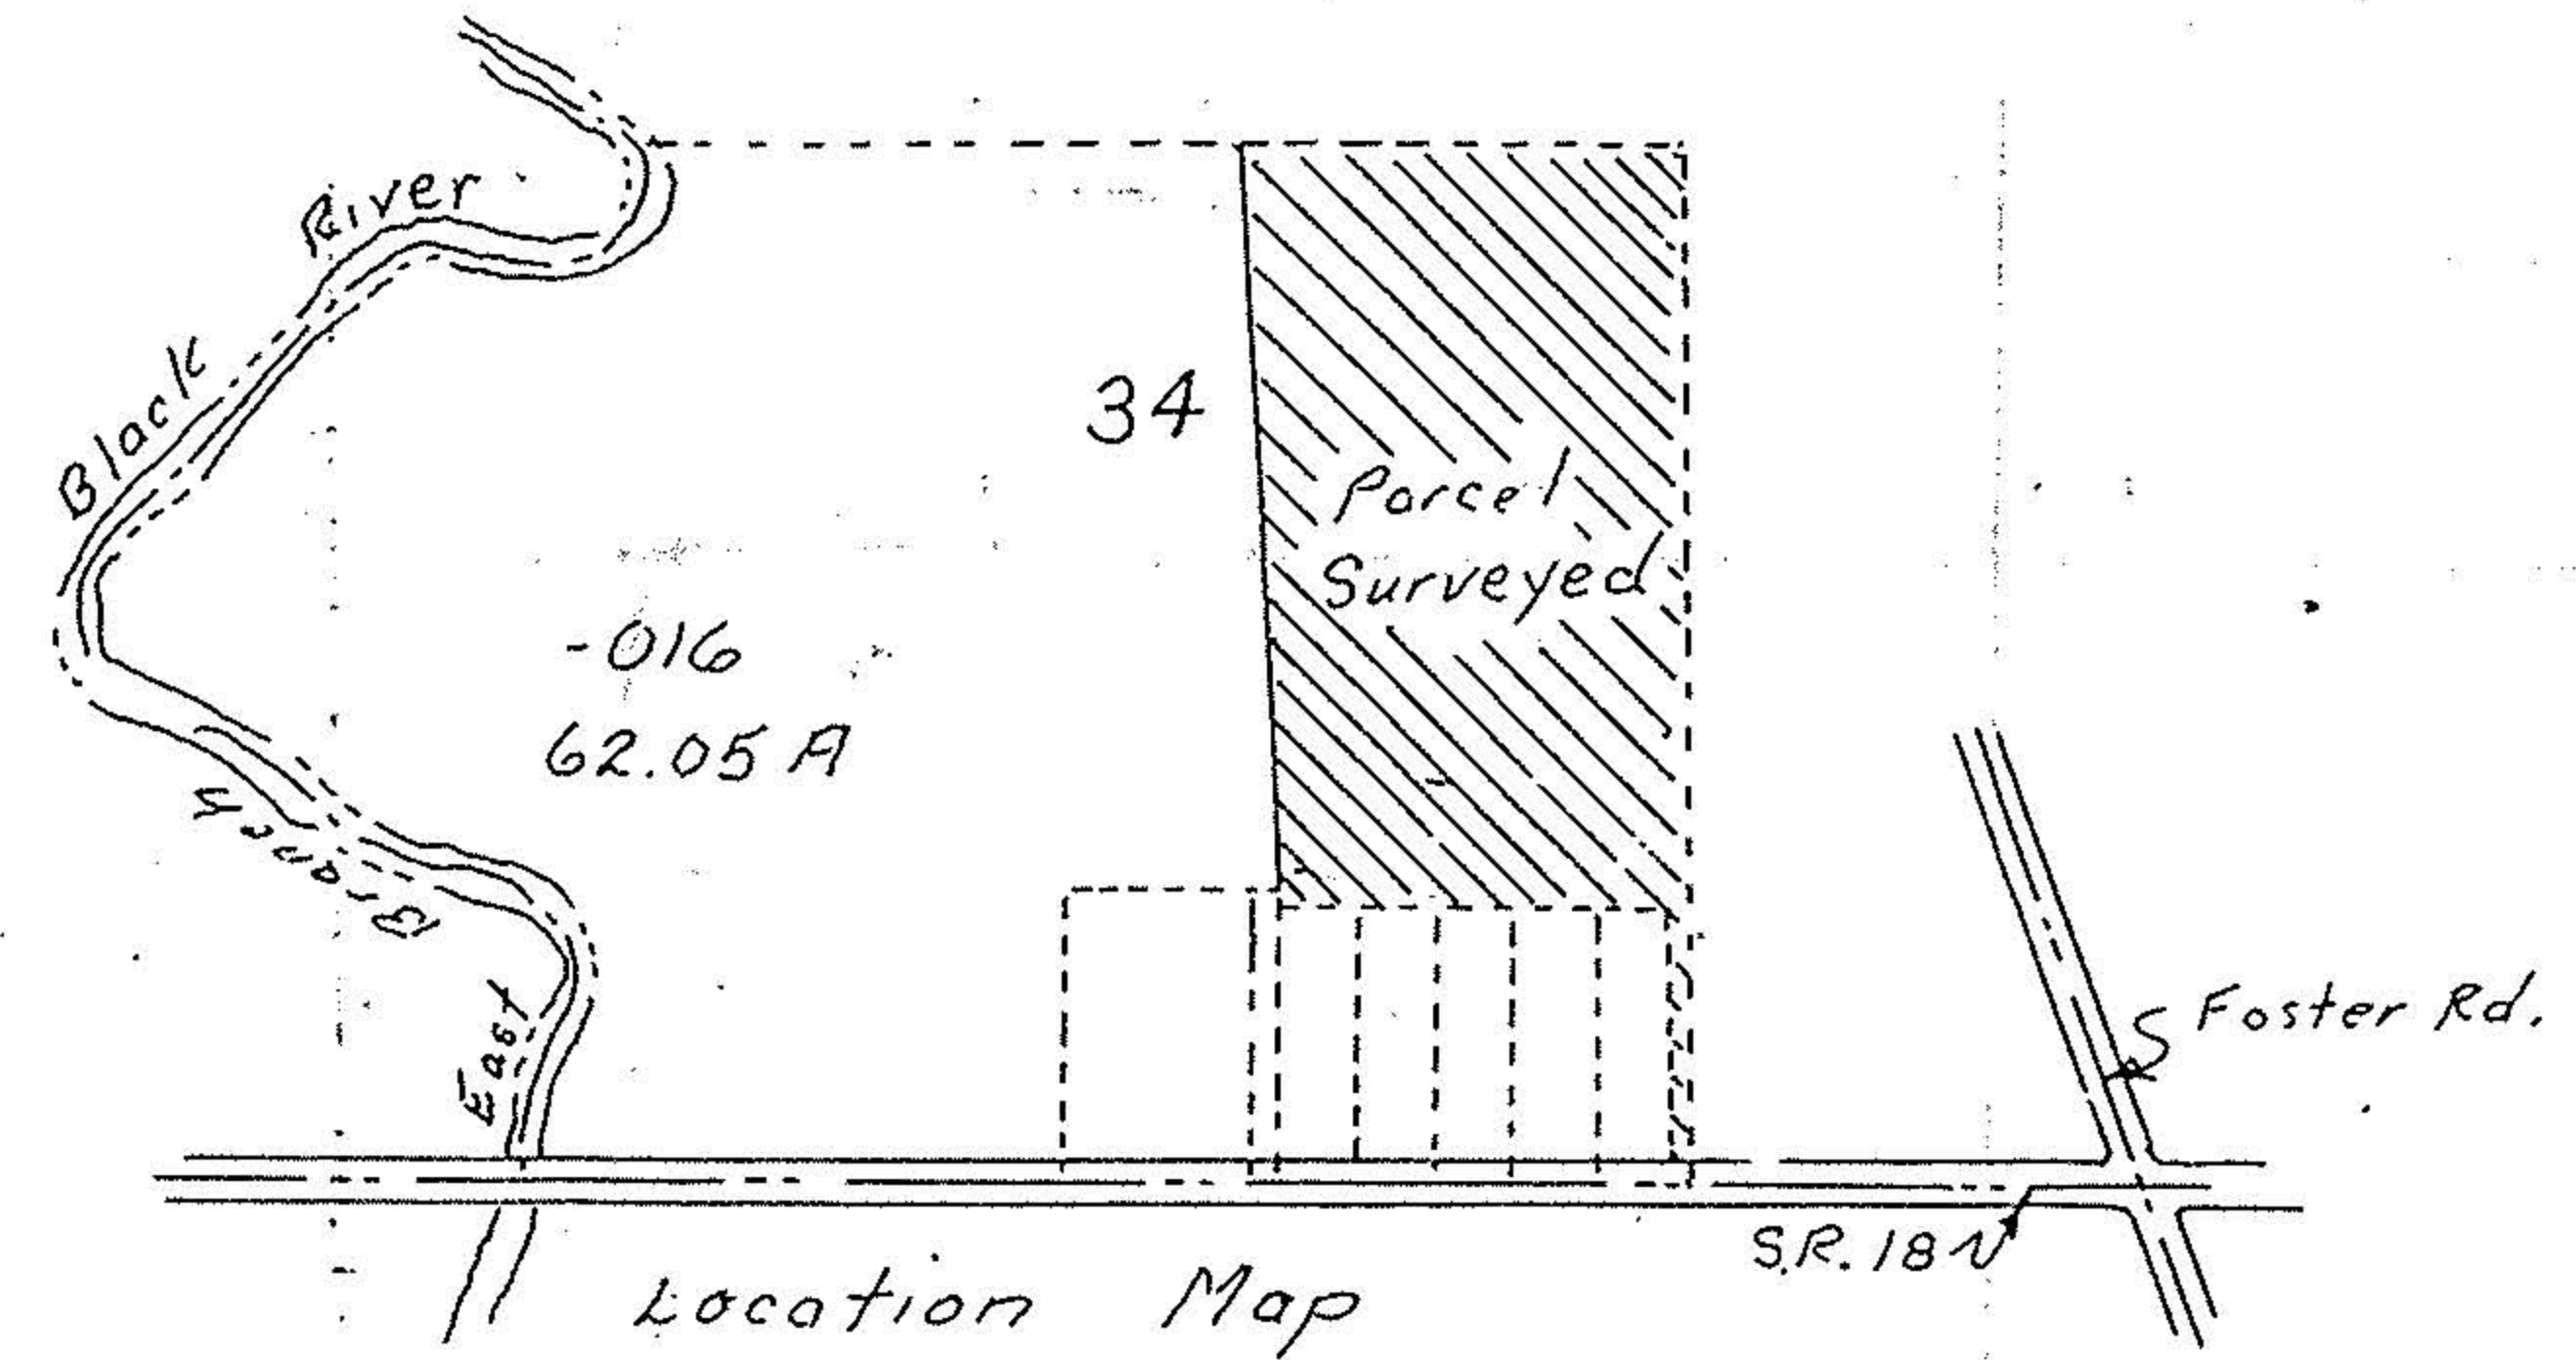 East Branch Black River
34
Parcel
Surveyed
-016
62.05 A
Foster Rd.
S.R. 18
Location Map